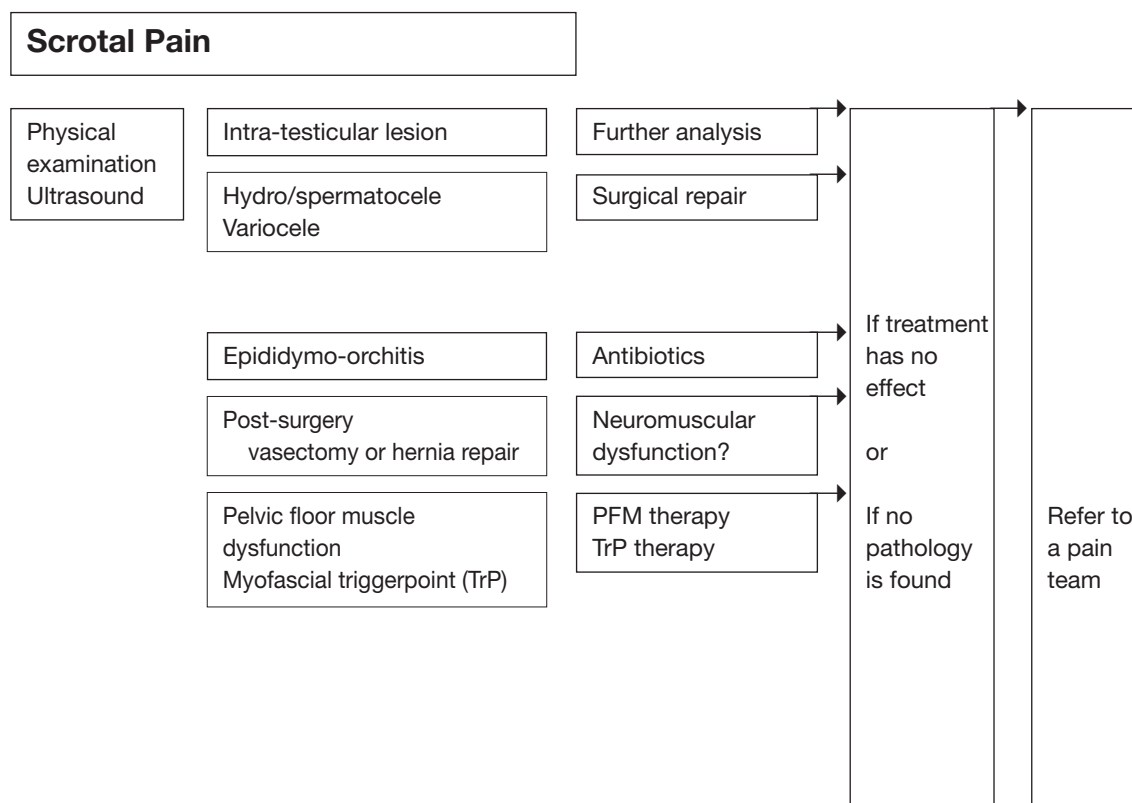 Scrotal Pain
Physical
examination
Ultrasound
Intra-testicular lesion
Further analysis
Hydro/spermatocele
Variocele
Surgical repair
Epididymo-orchitis
Antibiotics
Post-surgery
vasectomy or hernia repair
Neuromuscular
dysfunction?
Pelvic floor muscle
dysfunction
Myofascial triggerpoint (TrP)
PFM therapy
TrP therapy
If treatment
has no
effect
or
If no
pathology
is found
Refer to
a pain
team